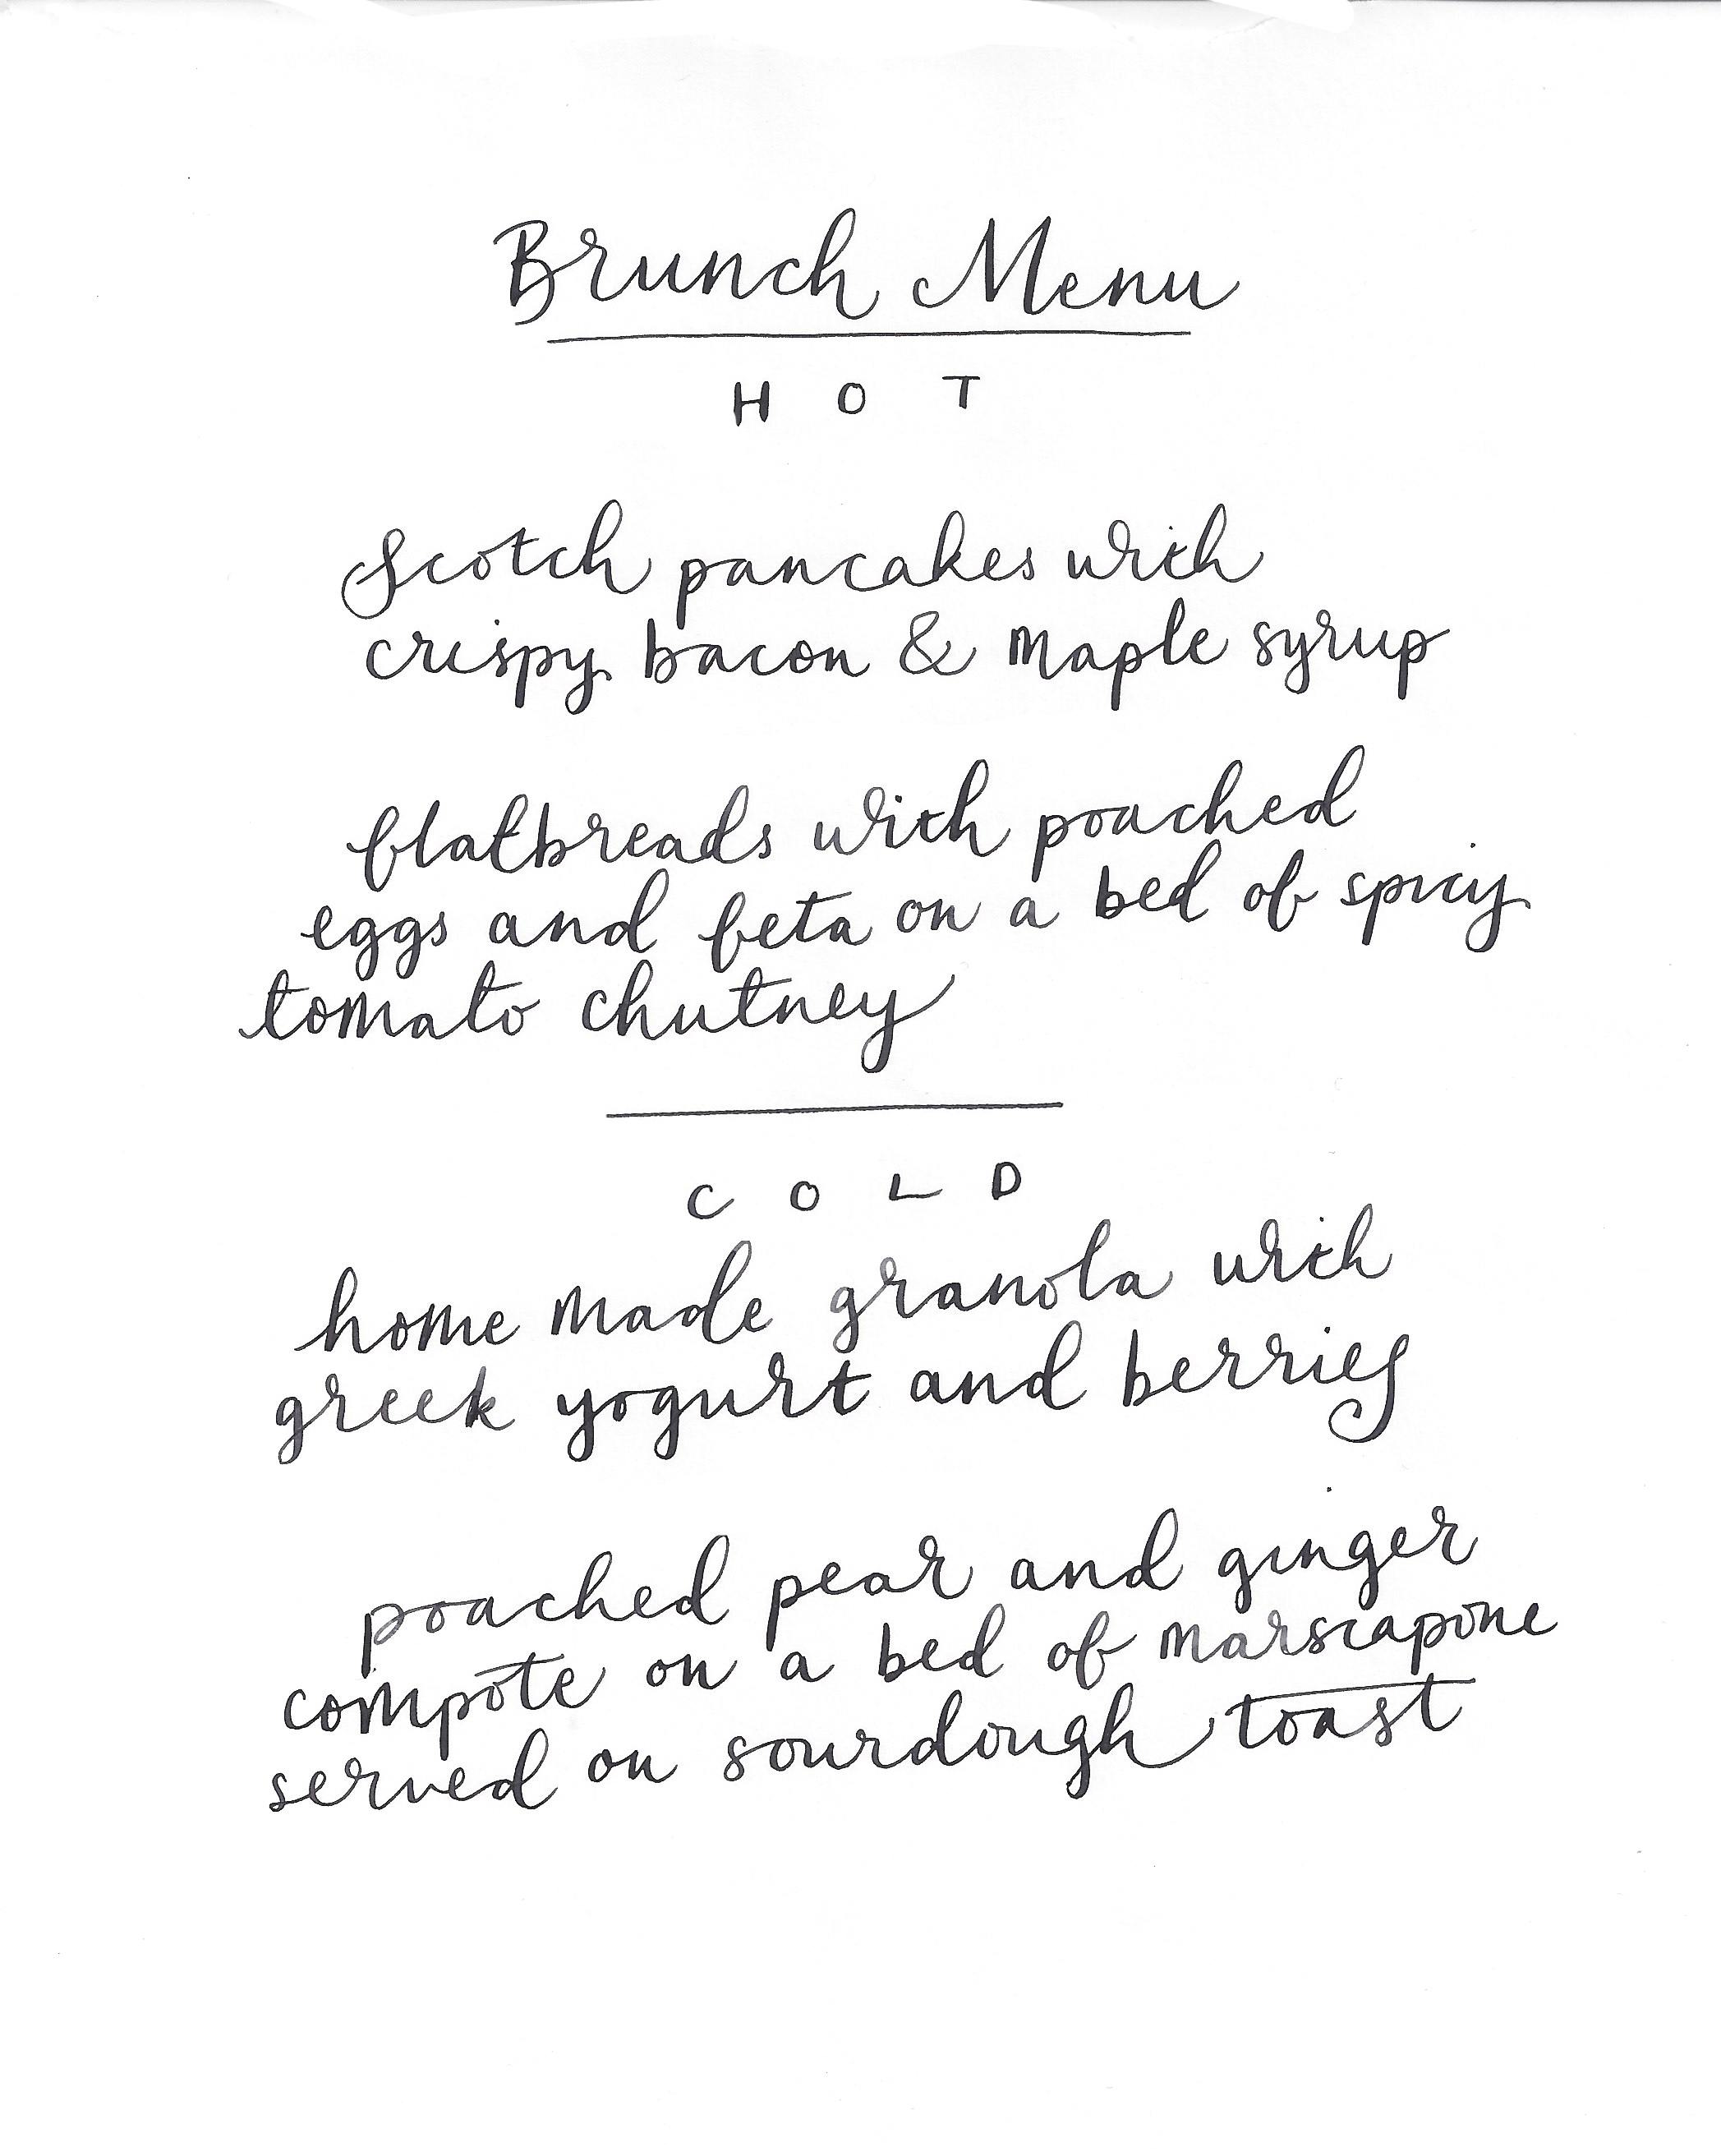 Brunch Menu
H O T
Scotch pancakes with
crispy bacon & maple syrup
flatbreads with poached
eggs and feta on a bed of spicy
tomato chutney
C O L D
home made granola with
greek yogurt and berries
poached pear and ginger
compote on a bed of marscapone
served on sourdough toast